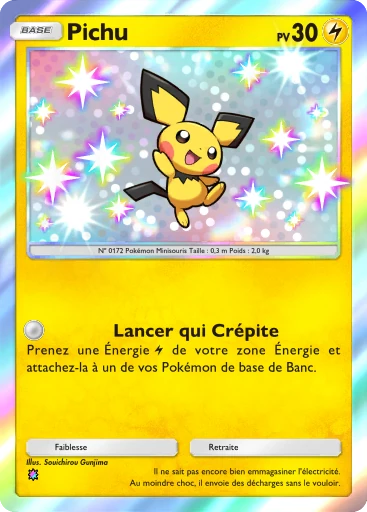 BASE Pichu PV 30
N° 0172 Pokémon Minisouris Taille : 0,3 m Poids : 2,0 kg
Lancer qui Crépite
Prenez une Énergie de votre zone Énergie et
attachez-la à un de vos Pokémon de base de Banc.
Faiblesse Retraite
Illus. Souichirou Gunjima
Il ne sait pas encore bien emmagasiner l'électricité.
Au moindre choc, il envoie des décharges sans le vouloir.